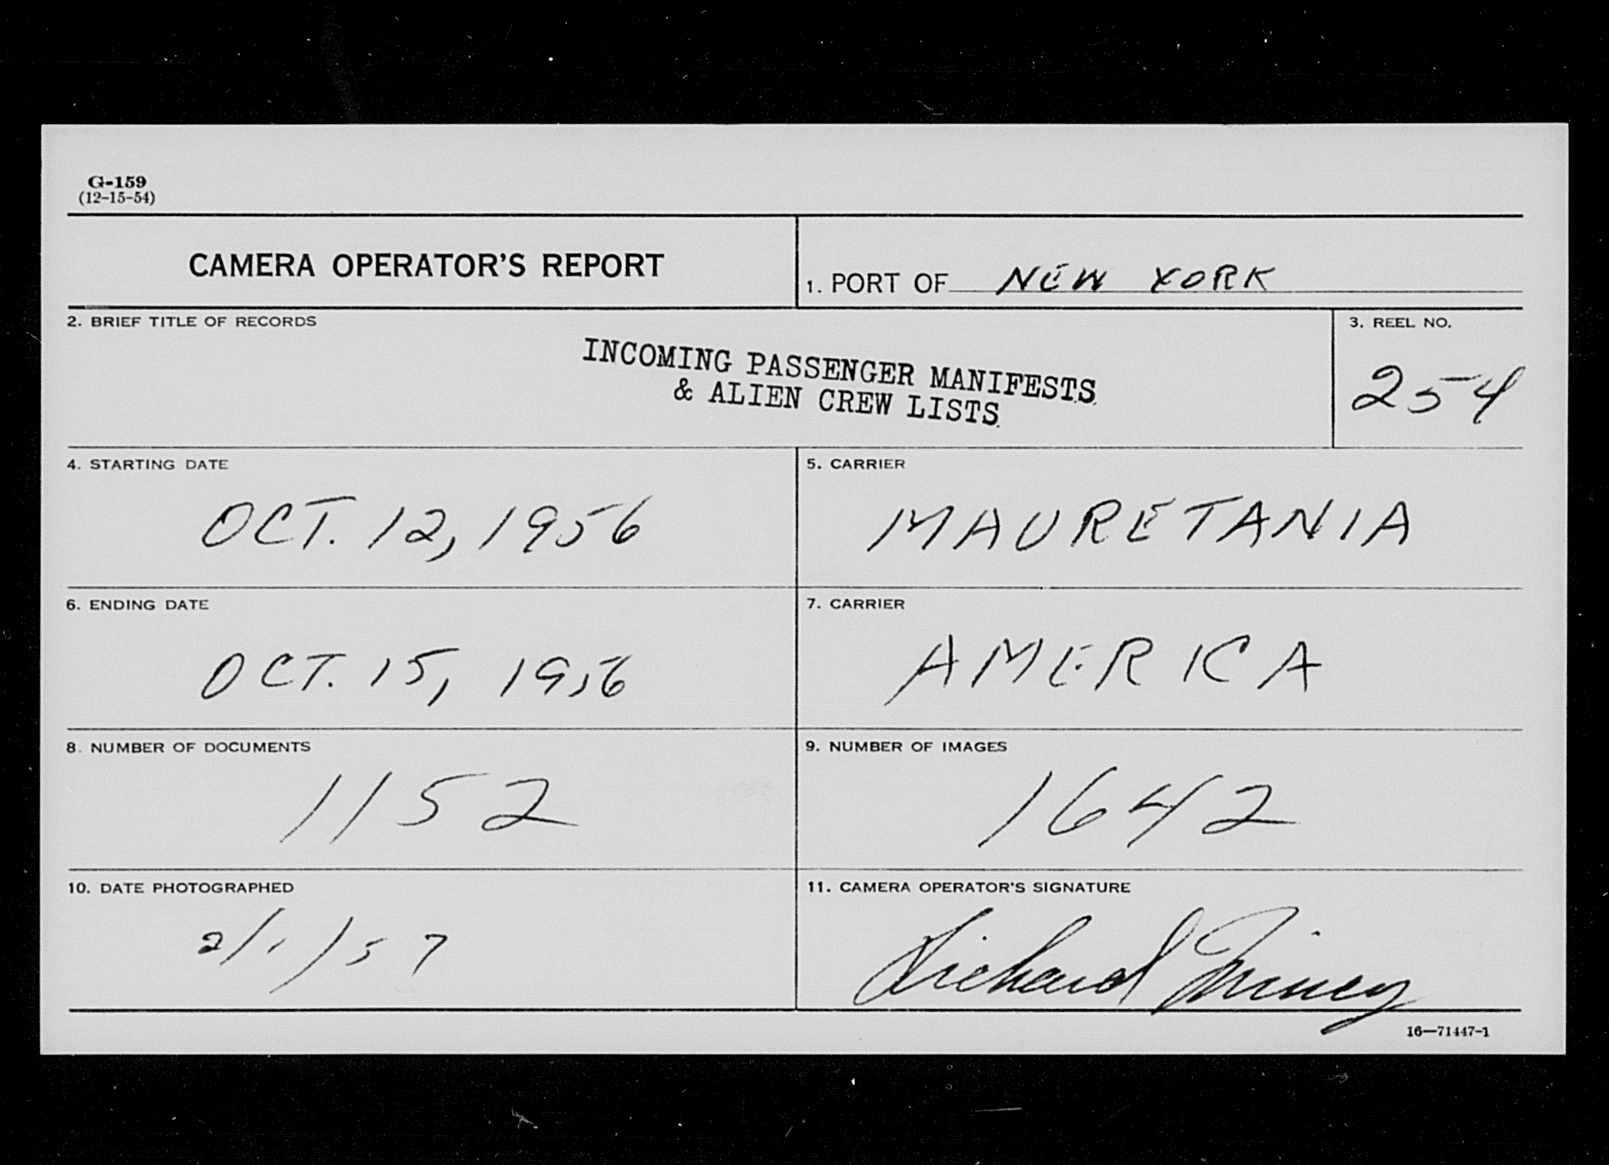 G-159
(12-15-54)
CAMERA OPERATOR'S REPORT
1. PORT OF NEW YORK
2. BRIEF TITLE OF RECORDS
INCOMING PASSENGER MANIFESTS
& ALIEN CREW LISTS
3. REEL NO.
254
4. STARTING DATE
OCT. 12, 1956
5. CARRIER
MAURETANIA
6. ENDING DATE
OCT. 15, 1956
7. CARRIER
AMERICA
8. NUMBER OF DOCUMENTS
1152
9. NUMBER OF IMAGES
1642
10. DATE PHOTOGRAPHED
2/1/57
11. CAMERA OPERATOR'S SIGNATURE
Richard
16—71447-1